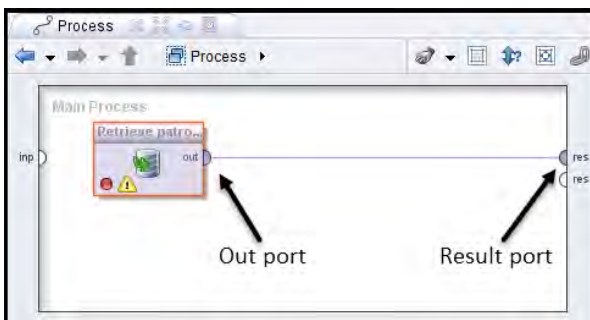 Process
Process
Main Process
Retrieve patro...
inp
out
res
res
Out port
Result port